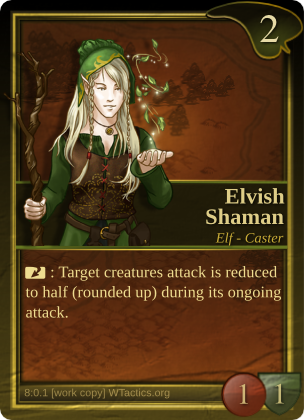 2
Elvish
Shaman
Elf - Caster
: Target creatures attack is reduced
to half (rounded up) during its ongoing
attack.
8:0.1 [work copy] WTactics.org
1
1